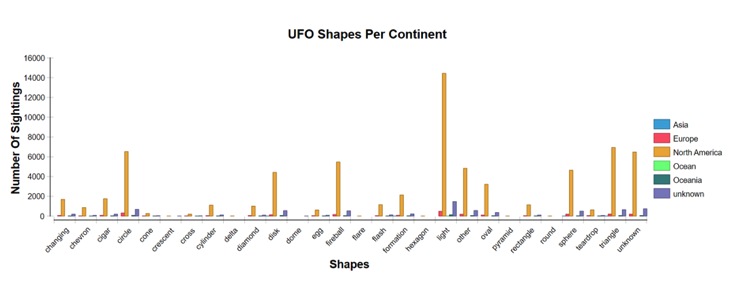 UFO Shapes Per Continent
Number Of Sightings
16000
14000
12000
10000
8000
6000
4000
2000
0
changing
chevron
cigar
circle
cone
crescent
cross
cylinder
delta
diamond
disk
dome
egg
fireball
flare
flash
formation
hexagon
light
other
oval
pyramid
rectangle
round
sphere
teardrop
triangle
unknown
Shapes
Asia
Europe
North America
Ocean
Oceania
unknown